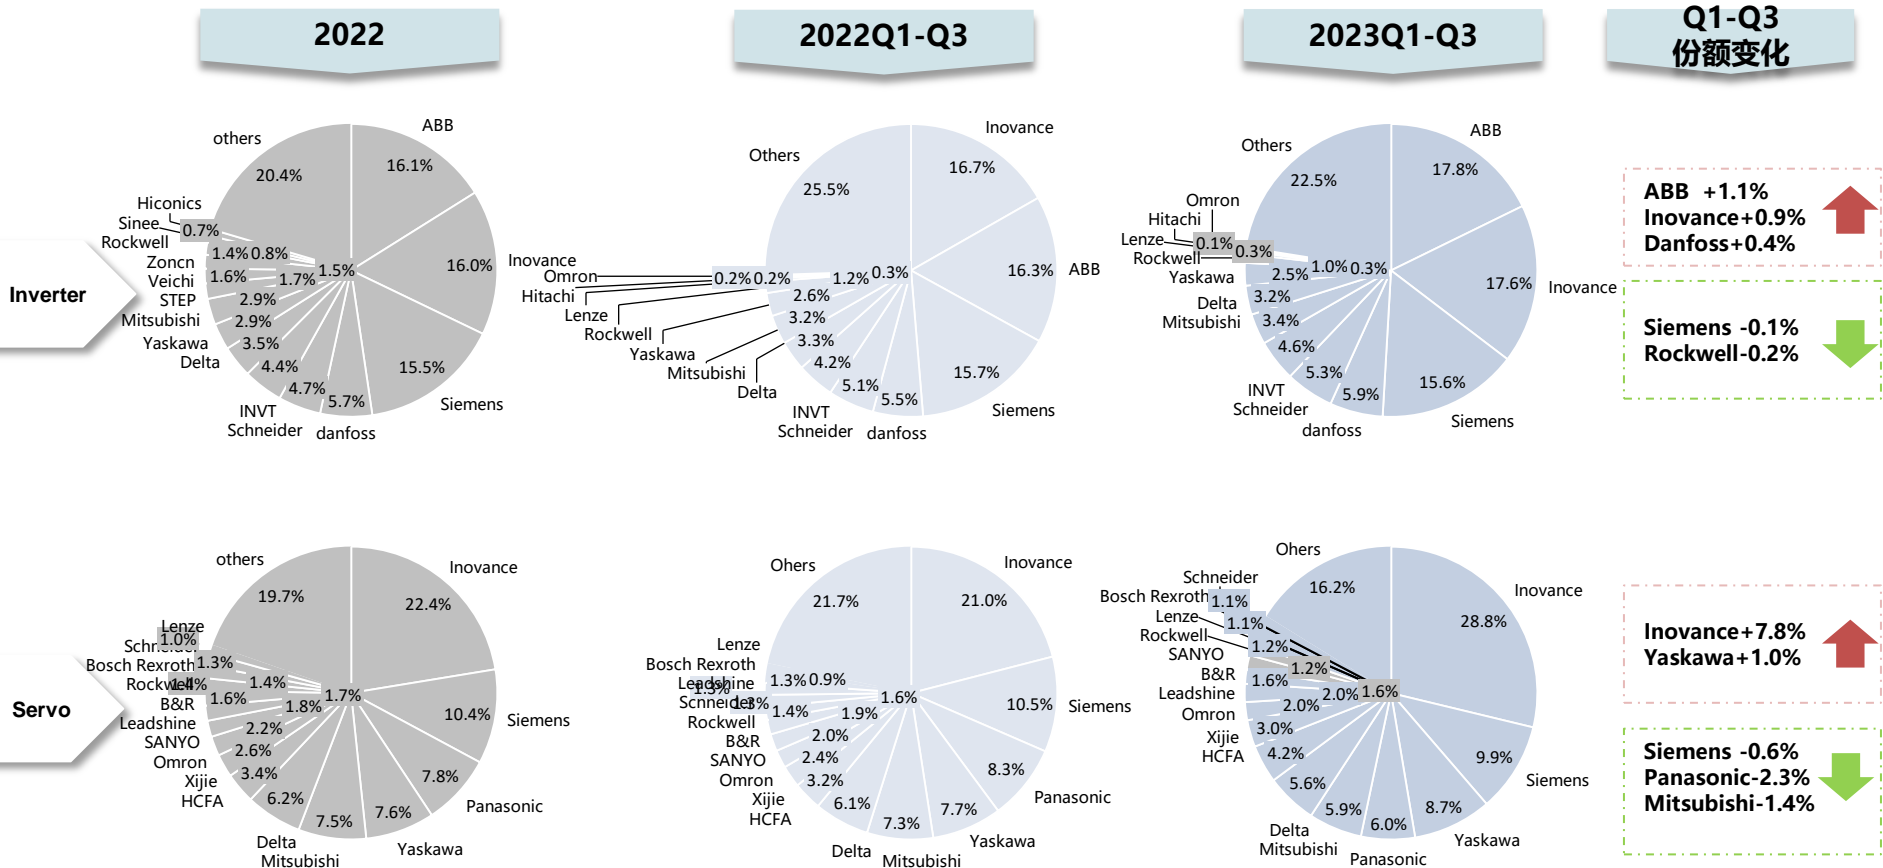 2022
2022Q1-Q3
2023Q1-Q3
Q1-Q3
份额变化
Inverter
others
ABB
20.4%
16.1%
Hiconics
Sinee
0.7%
Rockwell
1.4%
0.8%
Zoncn
1.5%
16.0%
Inovance
Veichi
1.6%
1.7%
STEP
2.9%
Mitsubishi
2.9%
Yaskawa
3.5%
Delta
4.4%
15.5%
4.7%
5.7%
Siemens
INVT
Schneider
danfoss
Inovance
Others
16.7%
25.5%
Omron
0.2%
0.2%
1.2%
0.3%
16.3%
ABB
Hitachi
2.6%
Lenze
3.2%
Rockwell
3.3%
Yaskawa
4.2%
Mitsubishi
15.7%
Delta
5.1%
5.5%
INVT
Siemens
Schneider
danfoss
ABB
Others
17.8%
22.5%
Omron
Hitachi
Lenze
0.1%
0.3%
Rockwell
Yaskawa
2.5%
1.0%
0.3%
17.6%
Inovance
Delta
3.2%
Mitsubishi
3.4%
4.6%
5.3%
15.6%
5.9%
INVT
Schneider
Siemens
danfoss
ABB +1.1%
Inovance+0.9%
Danfoss+0.4%
Siemens -0.1%
Rockwell-0.2%
Servo
others
Inovance
19.7%
22.4%
Lenze
1.0%
Schneider
Bosch Rexroth
1.3%
Rockwell
1.4%
1.4%
1.7%
B&R
1.6%
1.8%
10.4%
Siemens
Leadshine
2.2%
SANYO
2.6%
Omron
3.4%
7.8%
Xijie
6.2%
HCFA
7.5%
7.6%
Panasonic
Delta
Mitsubishi
Yaskawa
Ohers
Inovance
21.7%
21.0%
Lenze
Bosch Rexroth
1.3%
0.9%
Leadshine
1.3%
Schneider
1.3%
1.4%
1.9%
1.6%
10.5%
Siemens
Rockwell
2.0%
B&R
2.4%
SANYO
3.2%
8.3%
Omron
6.1%
Panasonic
Xijie
7.3%
7.7%
HCFA
Delta
Mitsubishi
Yaskawa
Ohers
Schneider
16.2%
Inovance
Bosch Rexroth
1.1%
28.8%
Lenze
1.1%
Rockwell
1.2%
SANYO
1.2%
B&R
1.6%
2.0%
1.6%
Leadshine
2.0%
Omron
3.0%
Xijie
4.2%
9.9%
HCFA
5.6%
Siemens
5.9%
6.0%
8.7%
Delta
Mitsubishi
Panasonic
Yaskawa
Inovance+7.8%
Yaskawa+1.0%
Siemens -0.6%
Panasonic-2.3%
Mitsubishi-1.4%